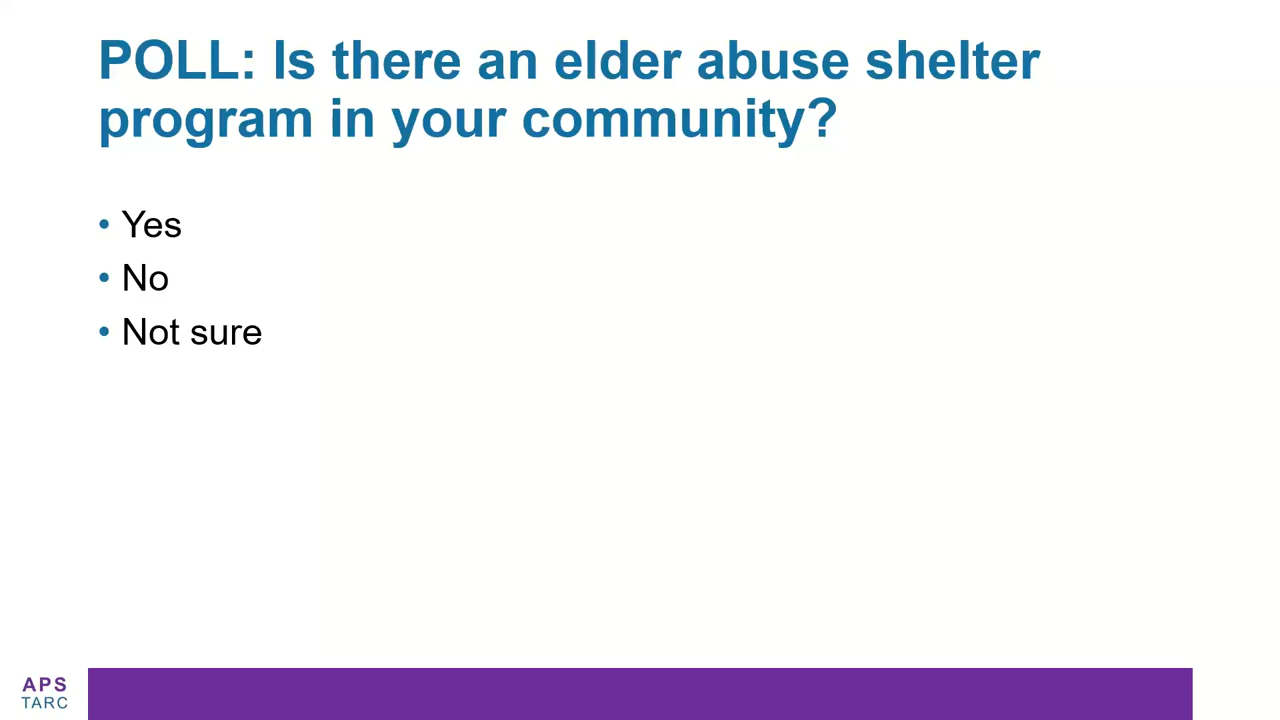 POLL: Is there an elder abuse shelter
program in your community?
• Yes
• No
• Not sure
APS
TARC